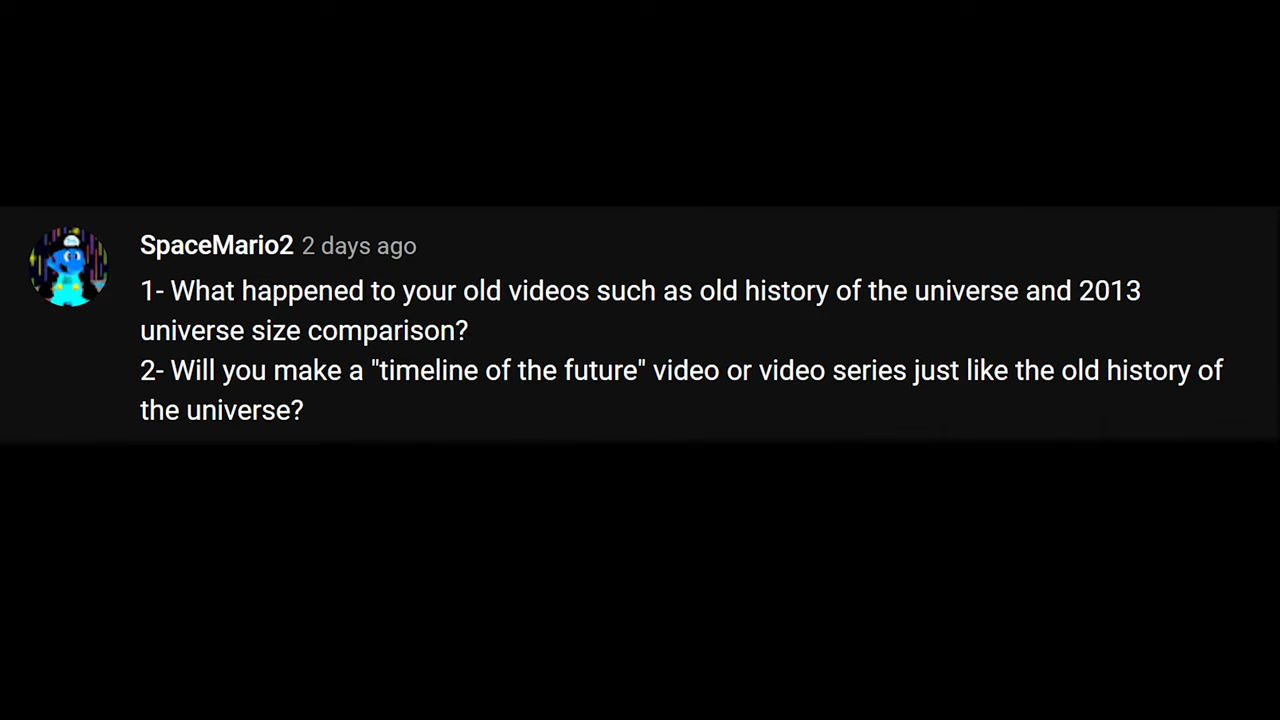 SpaceMario2 2 days ago
1- What happened to your old videos such as old history of the universe and 2013
universe size comparison?
2- Will you make a "timeline of the future" video or video series just like the old history of
the universe?